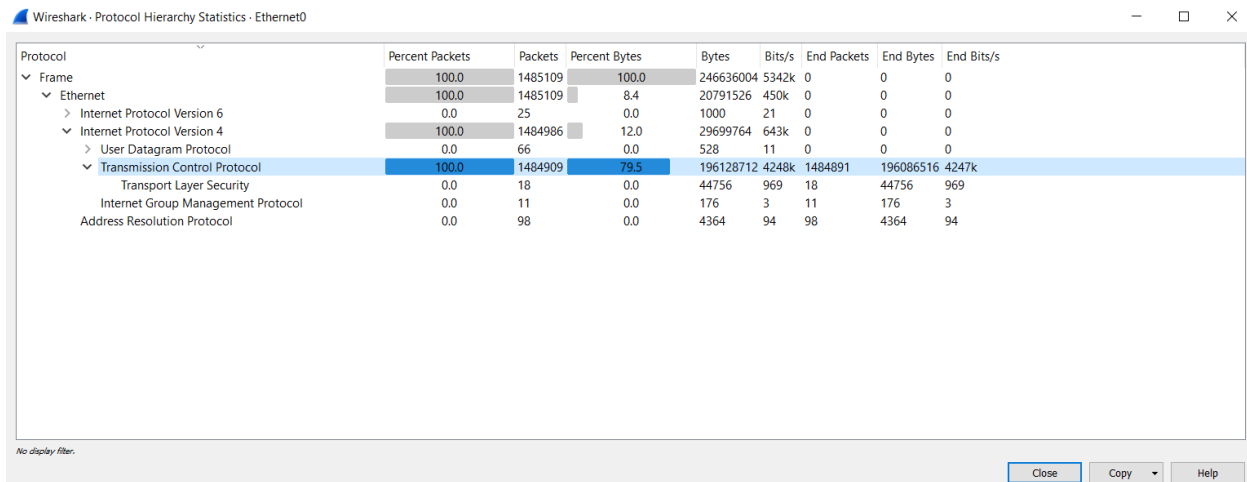 Wireshark · Protocol Hierarchy Statistics · Ethernet0
Protocol Percent Packets Packets Percent Bytes Bytes Bits/s End Packets End Bytes End Bits/s
Frame 100.0 1485109 100.0 246636004 5342k 0 0 0
Ethernet 100.0 1485109 8.4 20791526 450k 0 0 0
Internet Protocol Version 6 0.0 25 0.0 1000 21 0 0 0
Internet Protocol Version 4 100.0 1484986 12.0 29699764 643k 0 0 0
User Datagram Protocol 0.0 66 0.0 528 11 0 0 0
Transmission Control Protocol 100.0 1484909 79.5 196128712 4248k 1484891 196086516 4247k
Transport Layer Security 0.0 18 0.0 44756 969 18 44756 969
Internet Group Management Protocol 0.0 11 0.0 176 3 11 176 3
Address Resolution Protocol 0.0 98 0.0 4364 94 98 4364 94
No display filter.
Close Copy Help